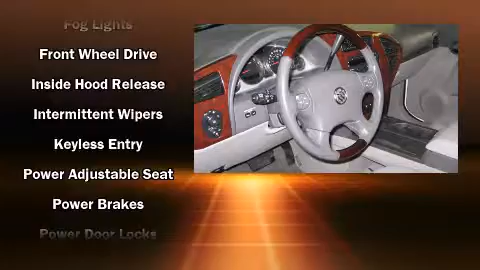 Fog Lights
Front Wheel Drive
Inside Hood Release
Intermittent Wipers
Keyless Entry
Power Adjustable Seat
Power Brakes
Power Door Locks